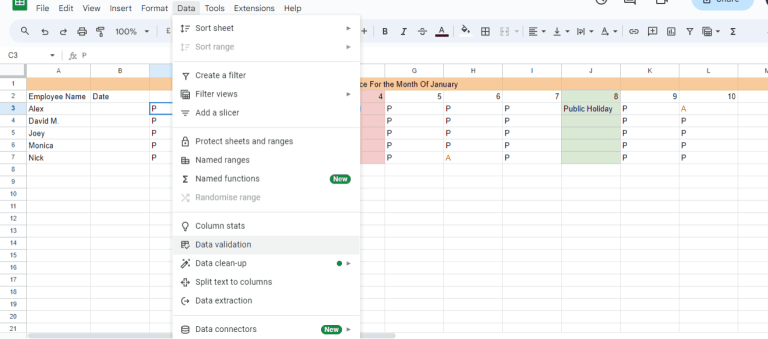 File Edit View Insert Format Data Tools Extensions Help
Share
100%
B I A Σ
C3 fx P
A B G H I J K L
1 ce For the Month Of January
2 Employee Name Date 4 5 6 7 8 9 10
3 Alex P P P P Public Holiday P A
4 David M. P P P P P P
5 Joey P P P P P P
6 Monica P P P P P P
7 Nick P P A P P P
8
9
10
11
12
13
14
15
16
17
18
19
20
21
Sort sheet
Sort range
Create a filter
Filter views
Add a slicer
Protect sheets and ranges
Named ranges
Named functions New
Randomise range
Column stats
Data validation
Data clean-up
Split text to columns
Data extraction
Data connectors New